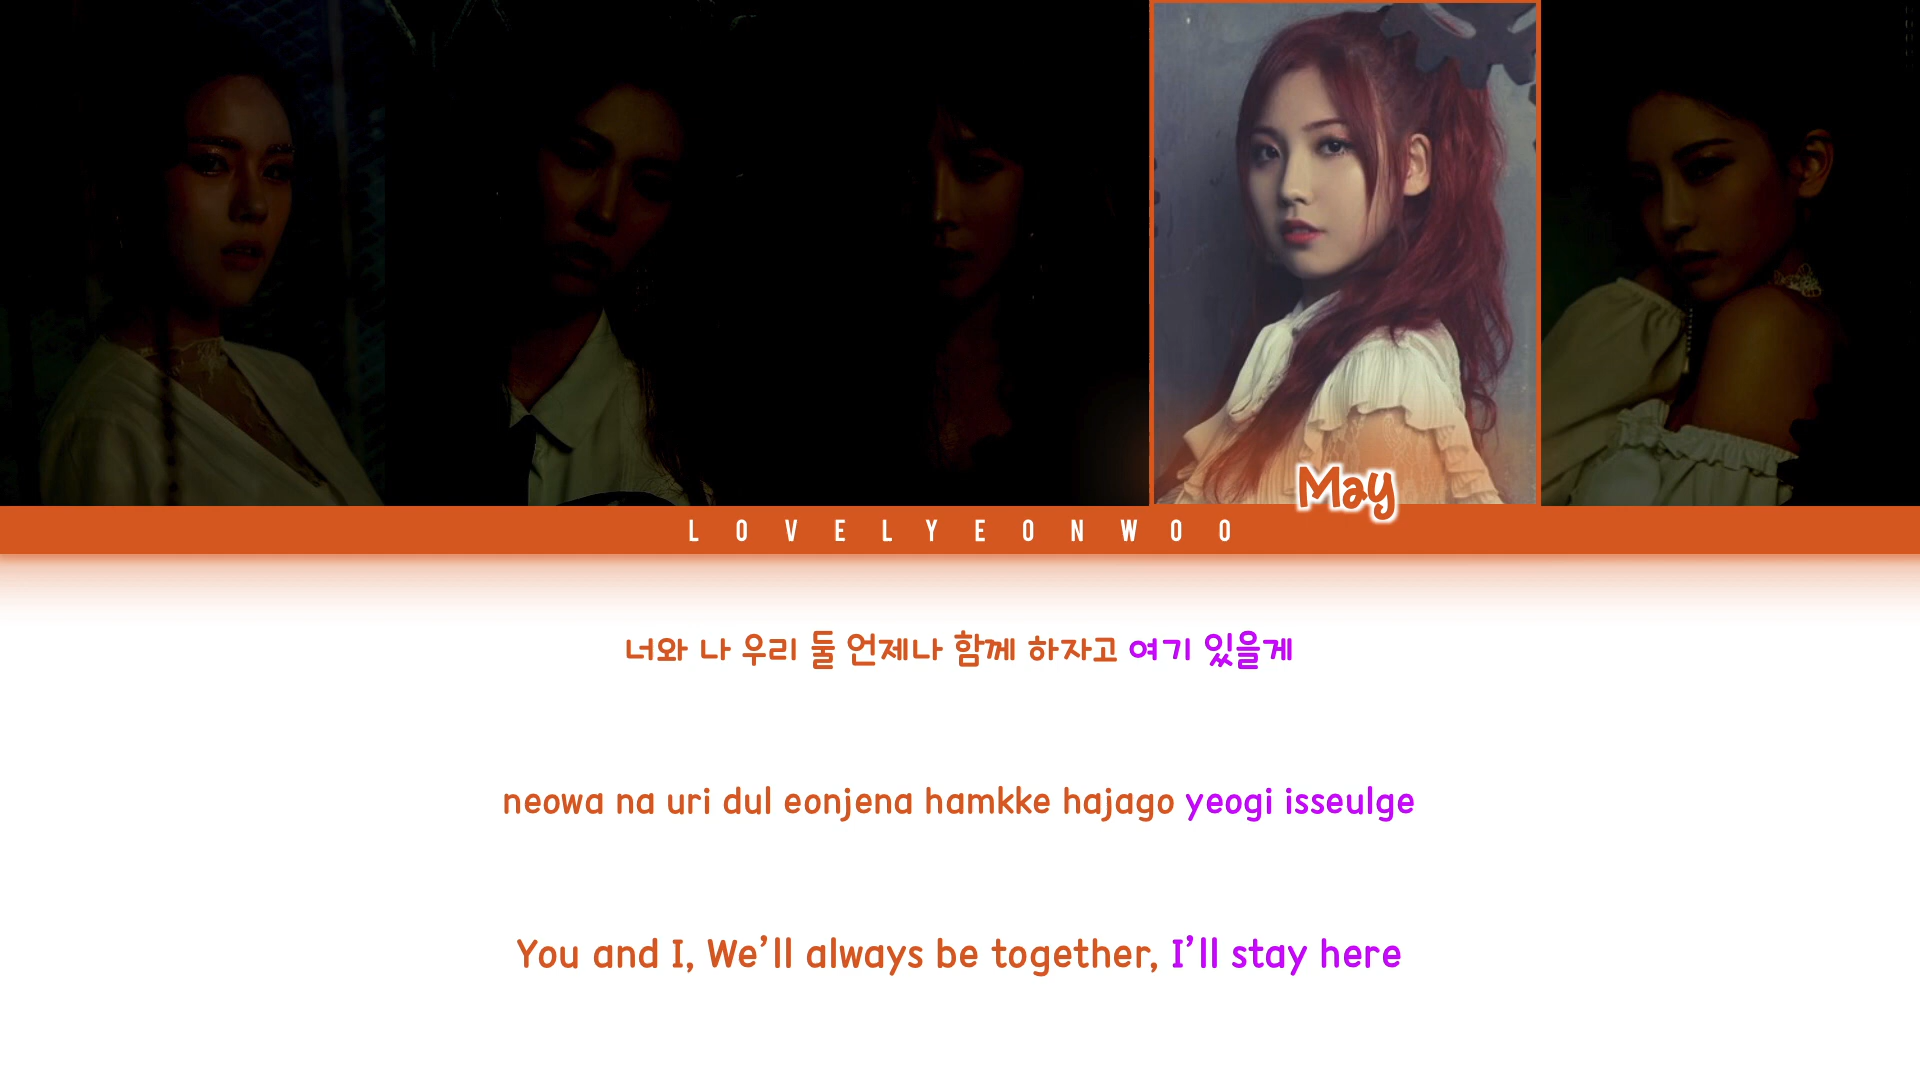 May
LOVELYEONWOO
너와 나 우리 둘 언제나 함께 하자고 여기 있을게
neowa na uri dul eonjena hamkke hajago yeogi isseulge
You and I, We’ll always be together, I’ll stay here